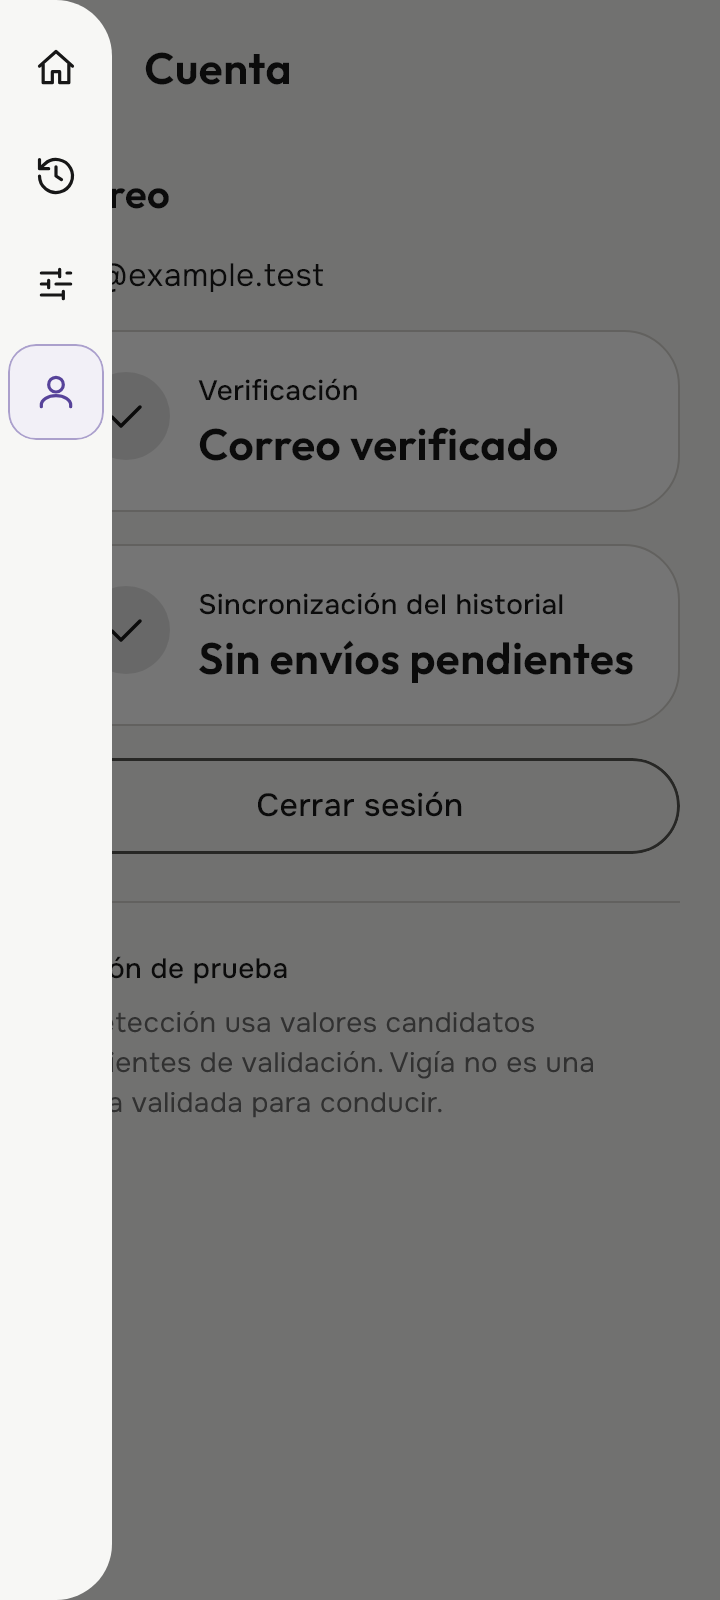 Cuenta
reo
@example.test
Verificación
Correo verificado
Sincronización del historial
Sin envíos pendientes
Cerrar sesión
ón de prueba
tección usa valores candidatos
ientes de validación. Vigía no es una
a validada para conducir.